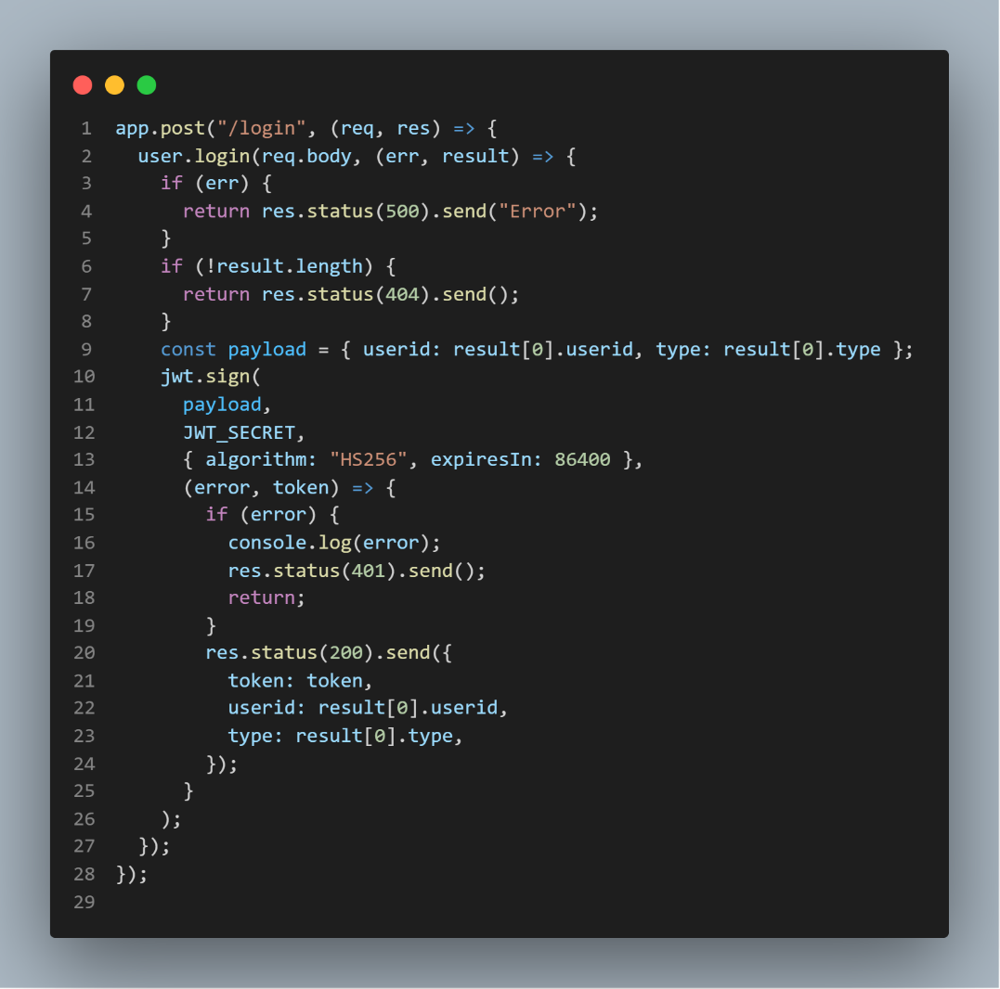 1 app.post("/login", (req, res) => {
2   user.login(req.body, (err, result) => {
3     if (err) {
4       return res.status(500).send("Error");
5     }
6     if (!result.length) {
7       return res.status(404).send();
8     }
9     const payload = { userid: result[0].userid, type: result[0].type };
10     jwt.sign(
11       payload,
12       JWT_SECRET,
13       { algorithm: "HS256", expiresIn: 86400 },
14       (error, token) => {
15         if (error) {
16           console.log(error);
17           res.status(401).send();
18           return;
19         }
20         res.status(200).send({
21           token: token,
22           userid: result[0].userid,
23           type: result[0].type,
24         });
25       }
26     );
27   });
28 });
29